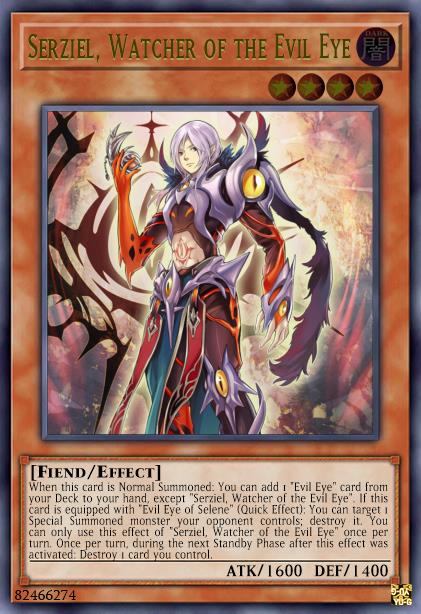 Serziel, Watcher of the Evil Eye
DARK
闇
[Fiend/Effect]
When this card is Normal Summoned: You can add 1 "Evil Eye" card from
your Deck to your hand, except "Serziel, Watcher of the Evil Eye". If this
card is equipped with "Evil Eye of Selene" (Quick Effect): You can target 1
Special Summoned monster your opponent controls; destroy it. You
can only use this effect of "Serziel, Watcher of the Evil Eye" once per
turn. Once per turn, during the next Standby Phase after this effect was
activated: Destroy 1 card you control.
ATK/1600 DEF/1400
82466274